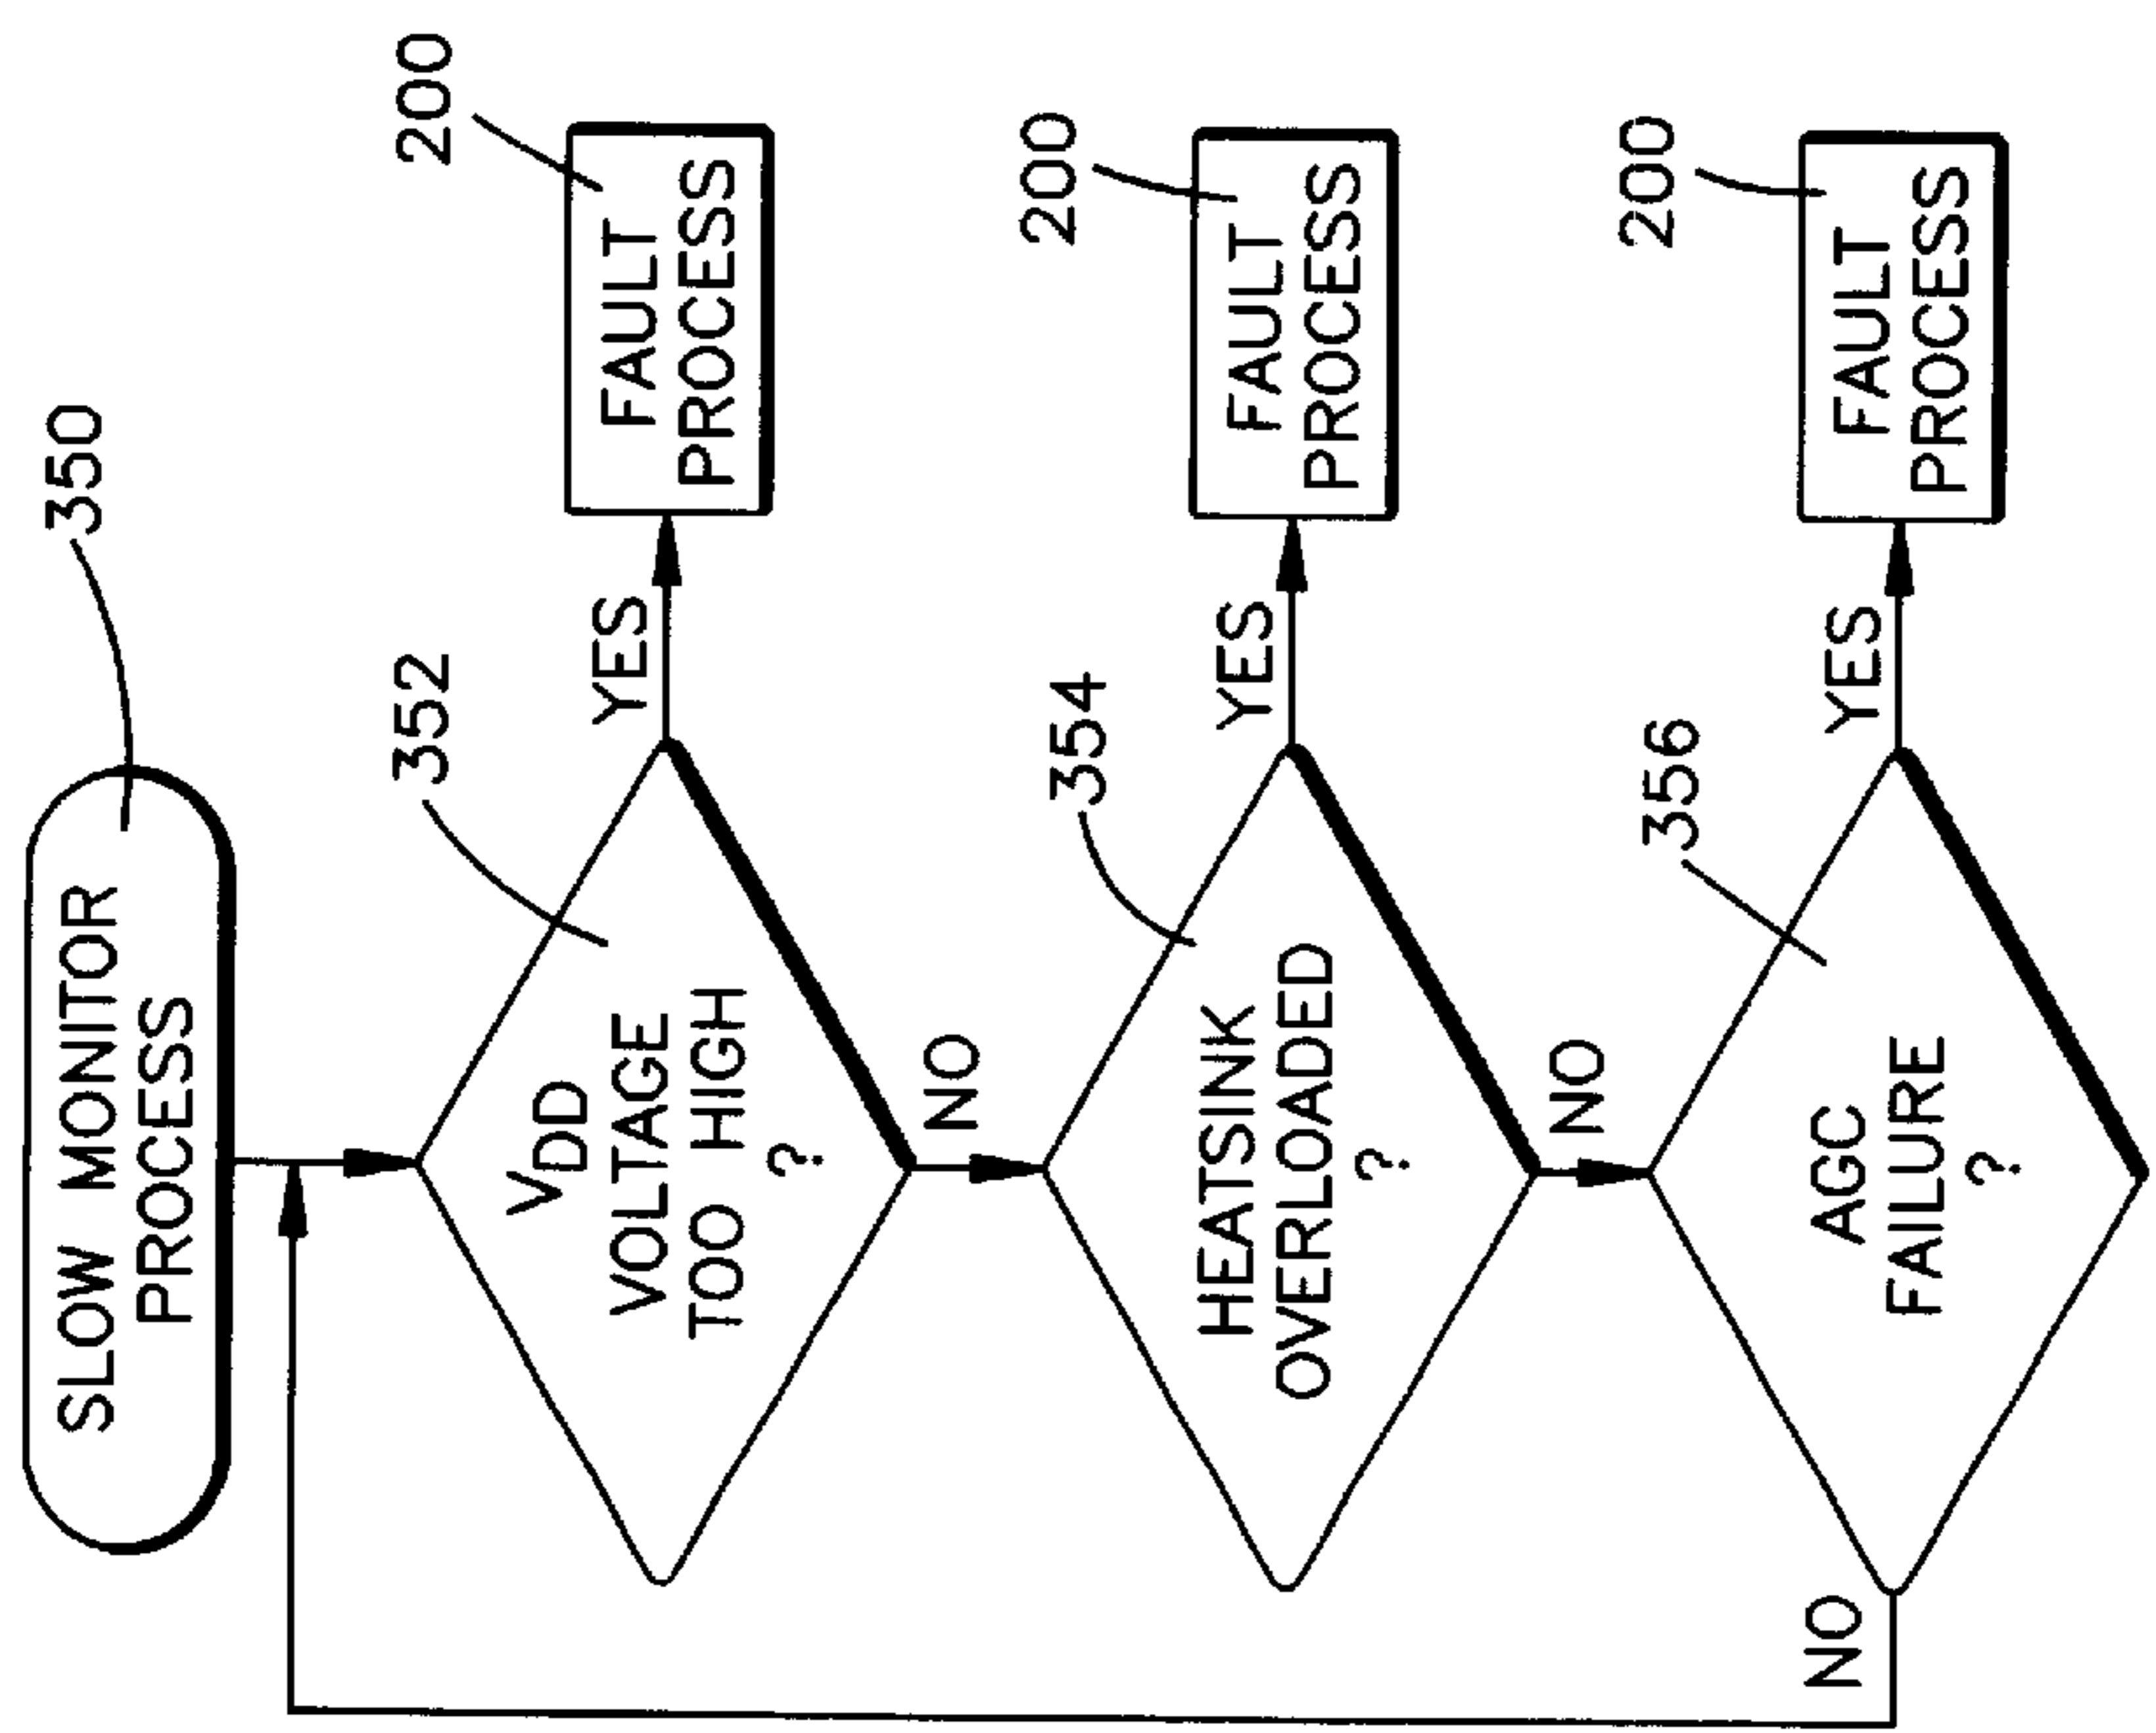 SLOW MONITOR
PROCESS
350
VDD
VOLTAGE
TOO HIGH
?
352
YES
FAULT
PROCESS
200
NO
HEATSINK
OVERLOADED
?
354
YES
FAULT
PROCESS
200
NO
AGC
FAILURE
?
356
YES
FAULT
PROCESS
200
NO